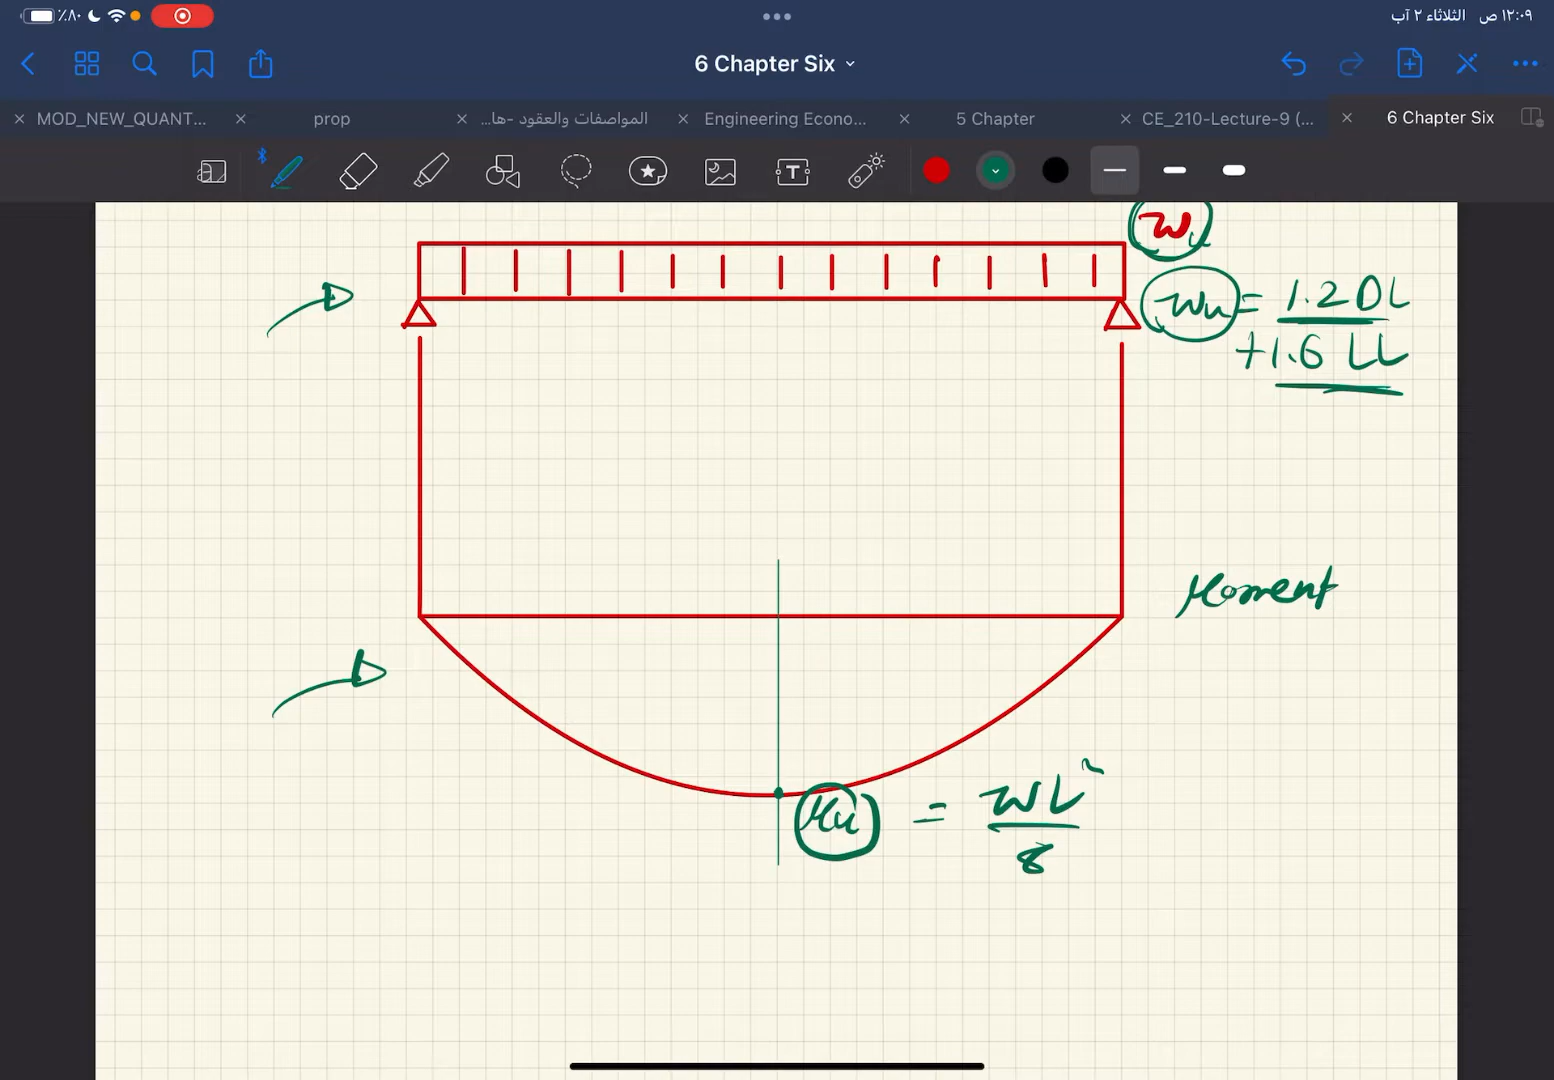 ٪٨٠
١٢:٠٩ ص الثلاثاء ٢ آب
6 Chapter Six
MOD_NEW_QUANT...
prop
المواصفات والعقود -ها...
Engineering Econo...
5 Chapter
CE_210-Lecture-9 (...
6 Chapter Six
T
Wu
Wu = 1.2 DL
+1.6 LL
Moment
Mu = WL²
8